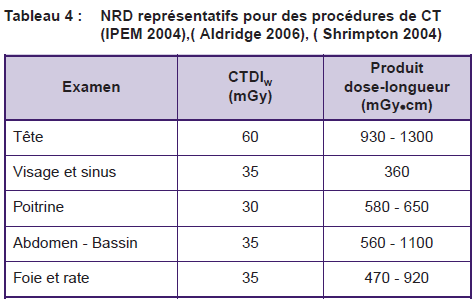 Tableau 4 : NRD représentatifs pour des procédures de CT
(IPEM 2004),( Aldridge 2006), ( Shrimpton 2004)
Examen CTDIw (mGy) Produit dose-longueur (mGy•cm)
Tête 60 930 - 1300
Visage et sinus 35 360
Poitrine 30 580 - 650
Abdomen - Bassin 35 560 - 1100
Foie et rate 35 470 - 920